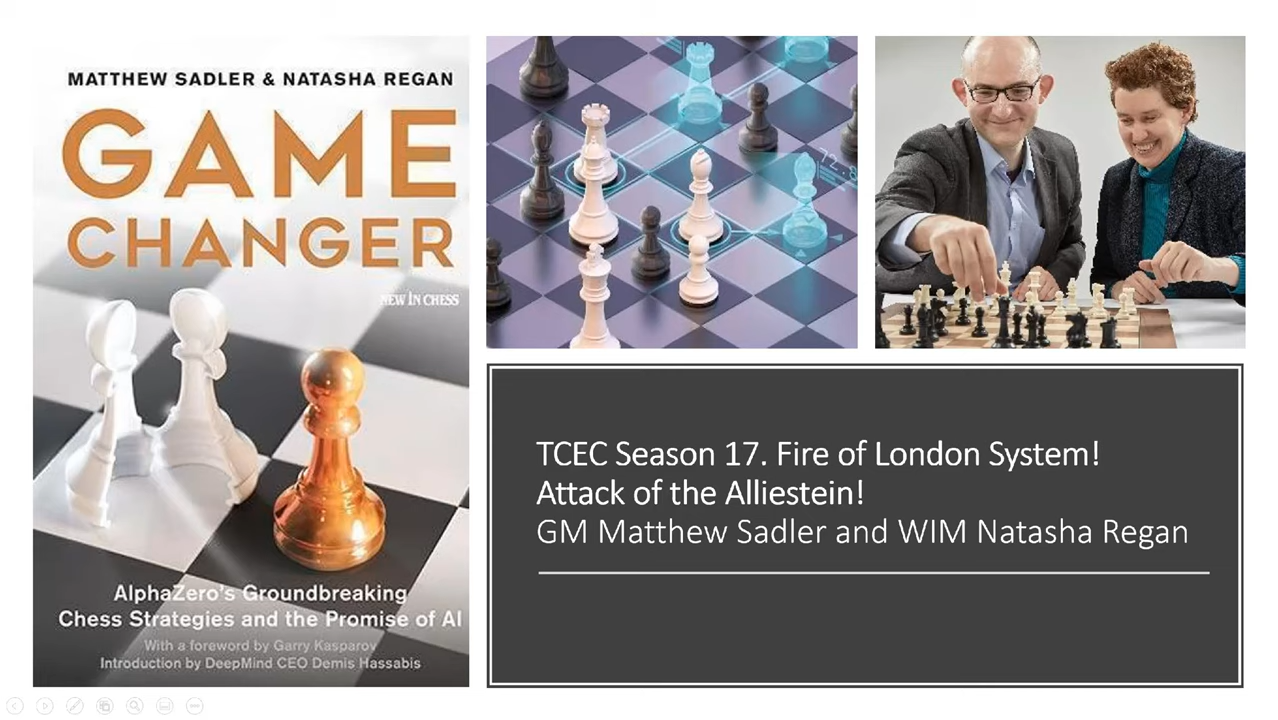 MATTHEW SADLER & NATASHA REGAN
GAME
CHANGER
NEW IN CHESS
AlphaZero's Groundbreaking
Chess Strategies and the Promise of AI
With a foreword by Garry Kasparov
Introduction by DeepMind CEO Demis Hassabis
72.8
TCEC Season 17. Fire of London System!
Attack of the Alliestein!
GM Matthew Sadler and WIM Natasha Regan